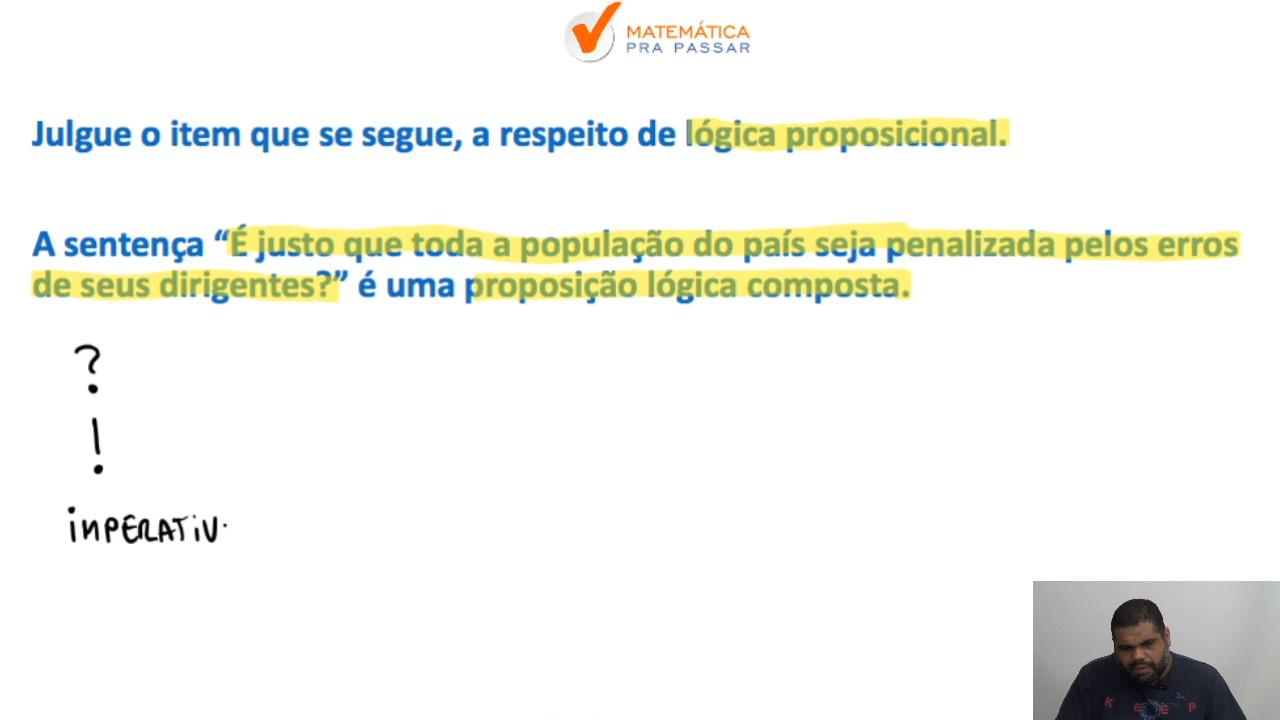 MATEMÁTICA
PRA PASSAR
Julgue o item que se segue, a respeito de lógica proposicional.
A sentença “É justo que toda a população do país seja penalizada pelos erros
de seus dirigentes?” é uma proposição lógica composta.
?
!
iMPERATiV
K E E P